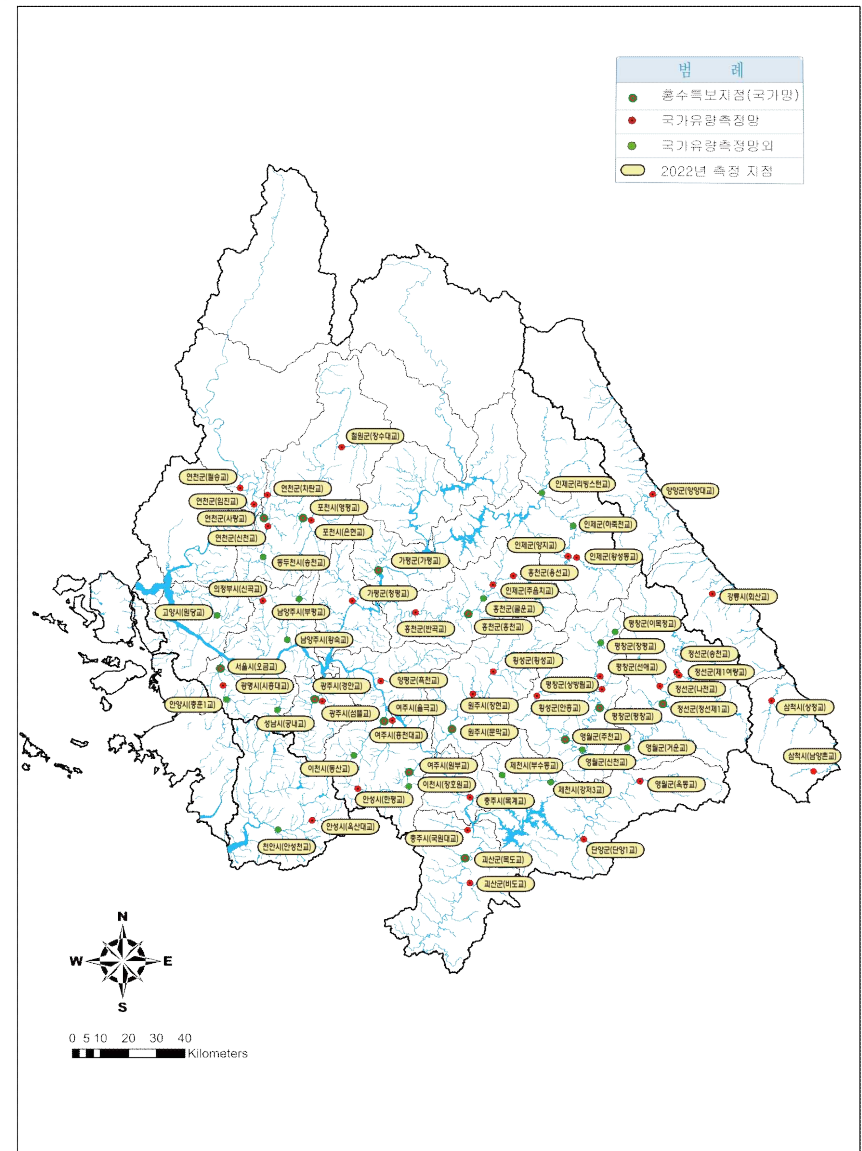 범 례
홍수특보지점(국가망)
국가유량측정망
국가유량측정망외
2022년 측정 지점
철원군(장수대교)
연천군(필승교)
연천군(차탄교)
인제군(리빙스턴교)
양양군(양양대교)
연천군(임진교)
포천시(영평교)
연천군(사랑교)
인제군(하죽천교)
연천군(신천교)
포천시(은현교)
인제군(양지교)
동두천시(송천교)
가평군(가평교)
인제군(황성동교)
홍천군(용선교)
의정부시(신곡교)
가평군(청평교)
인제군(주음치교)
강릉시(회산교)
고양시(원당교)
남양주시(부평교)
홍천군(굴운교)
홍천군(반곡교)
홍천군(홍천교)
평창군(이목정교)
남양주시(왕숙교)
평창군(장평교)
정선군(송천교)
서울시(오금교)
횡성군(횡성교)
평창군(선애교)
정선군(제1여량교)
광명시(시흥대교)
광주시(경안교)
양평군(흑천교)
평창군(상방림교)
정선군(나전교)
안양시(충훈1교)
여주시(율극교)
원주시(장현교)
횡성군(안흥교)
정선군(정선제1교)
삼척시(상정교)
성남시(궁내교)
광주시(섬뜰교)
평창군(평창교)
여주시(흥천대교)
원주시(문막교)
영월군(주천교)
영월군(거운교)
삼척시(남양촌교)
이천시(동산교)
여주시(원부교)
제천시(부수동교)
영월군(신천교)
안성시(한평교)
이천시(장호원교)
제천시(강저3교)
영월군(옥동교)
충주시(목계교)
안성시(옥산대교)
충주시(국원대교)
천안시(안성천교)
단양군(단양1교)
괴산군(목도교)
괴산군(비도교)
N
W E
S
0 5 10 20 30 40
Kilometers